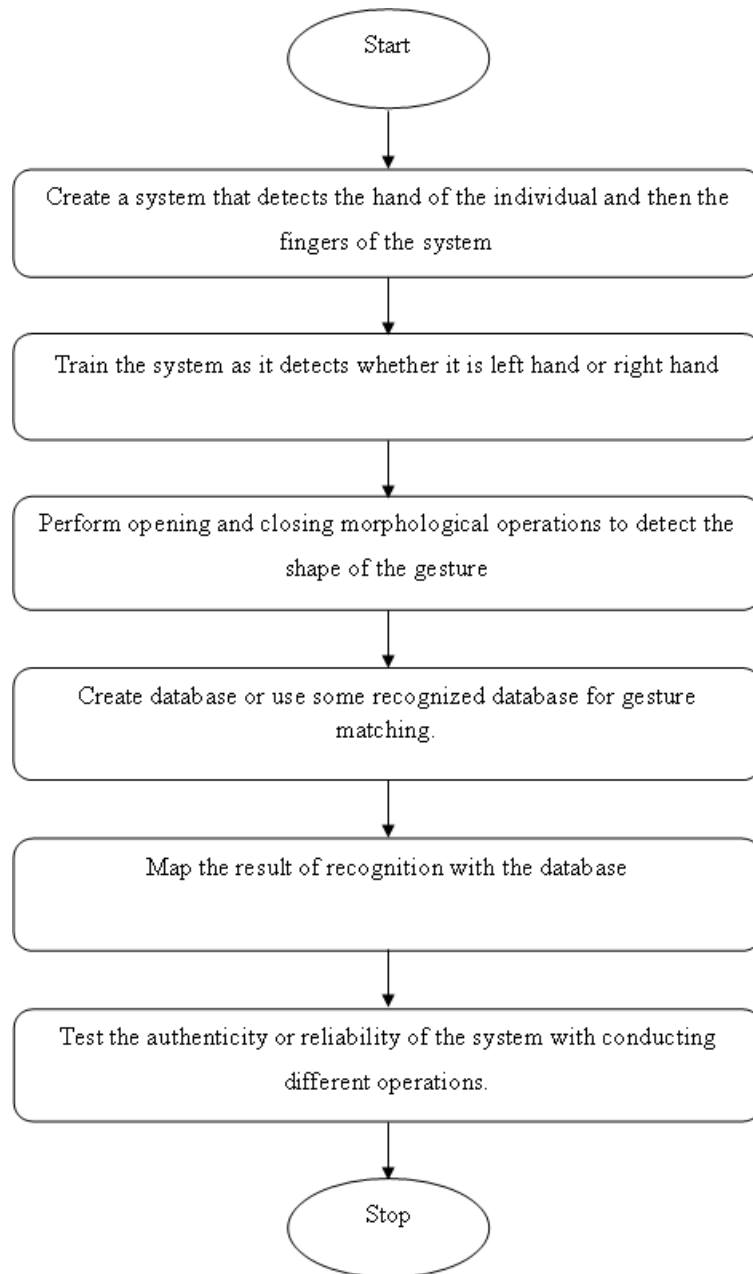 Start
Create a system that detects the hand of the individual and then the
fingers of the system
Train the system as it detects whether it is left hand or right hand
Perform opening and closing morphological operations to detect the
shape of the gesture
Create database or use some recognized database for gesture
matching.
Map the result of recognition with the database
Test the authenticity or reliability of the system with conducting
different operations.
Stop